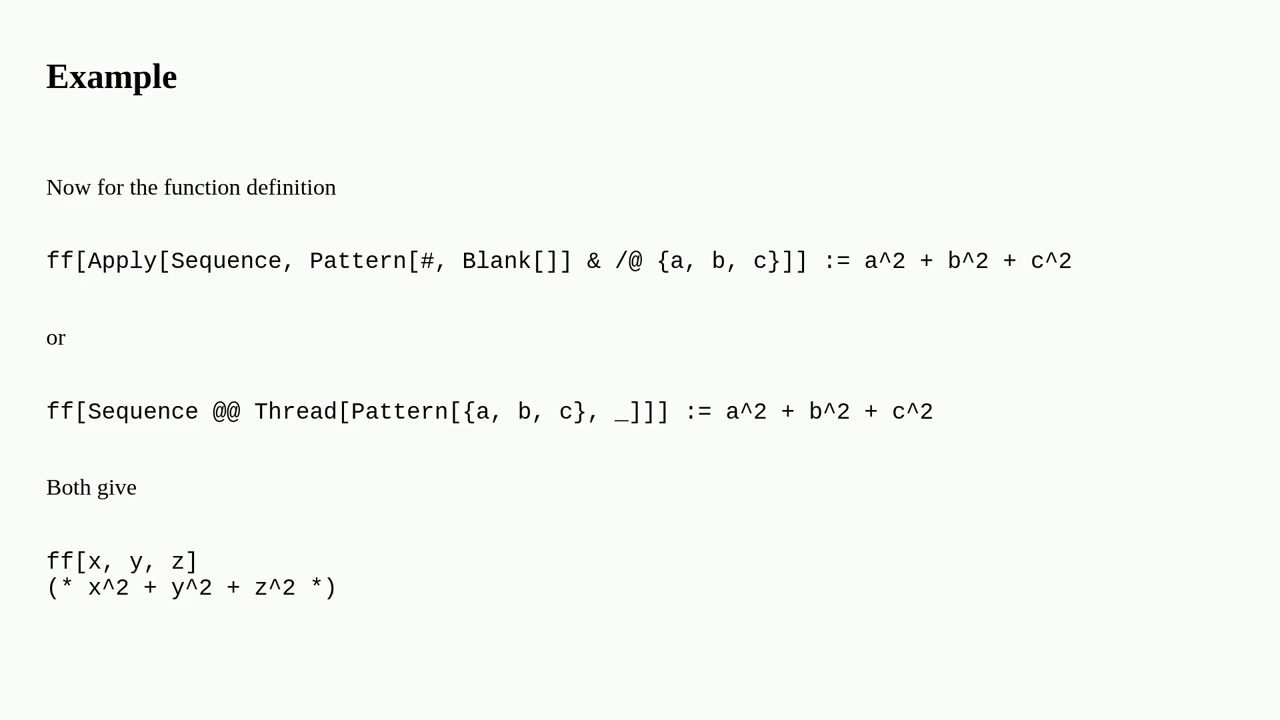 Example
Now for the function definition
ff[Apply[Sequence, Pattern[#, Blank[]] & /@ {a, b, c}]] := a^2 + b^2 + c^2
or
ff[Sequence @@ Thread[Pattern[{a, b, c}, _]]] := a^2 + b^2 + c^2
Both give
ff[x, y, z]
(* x^2 + y^2 + z^2 *)